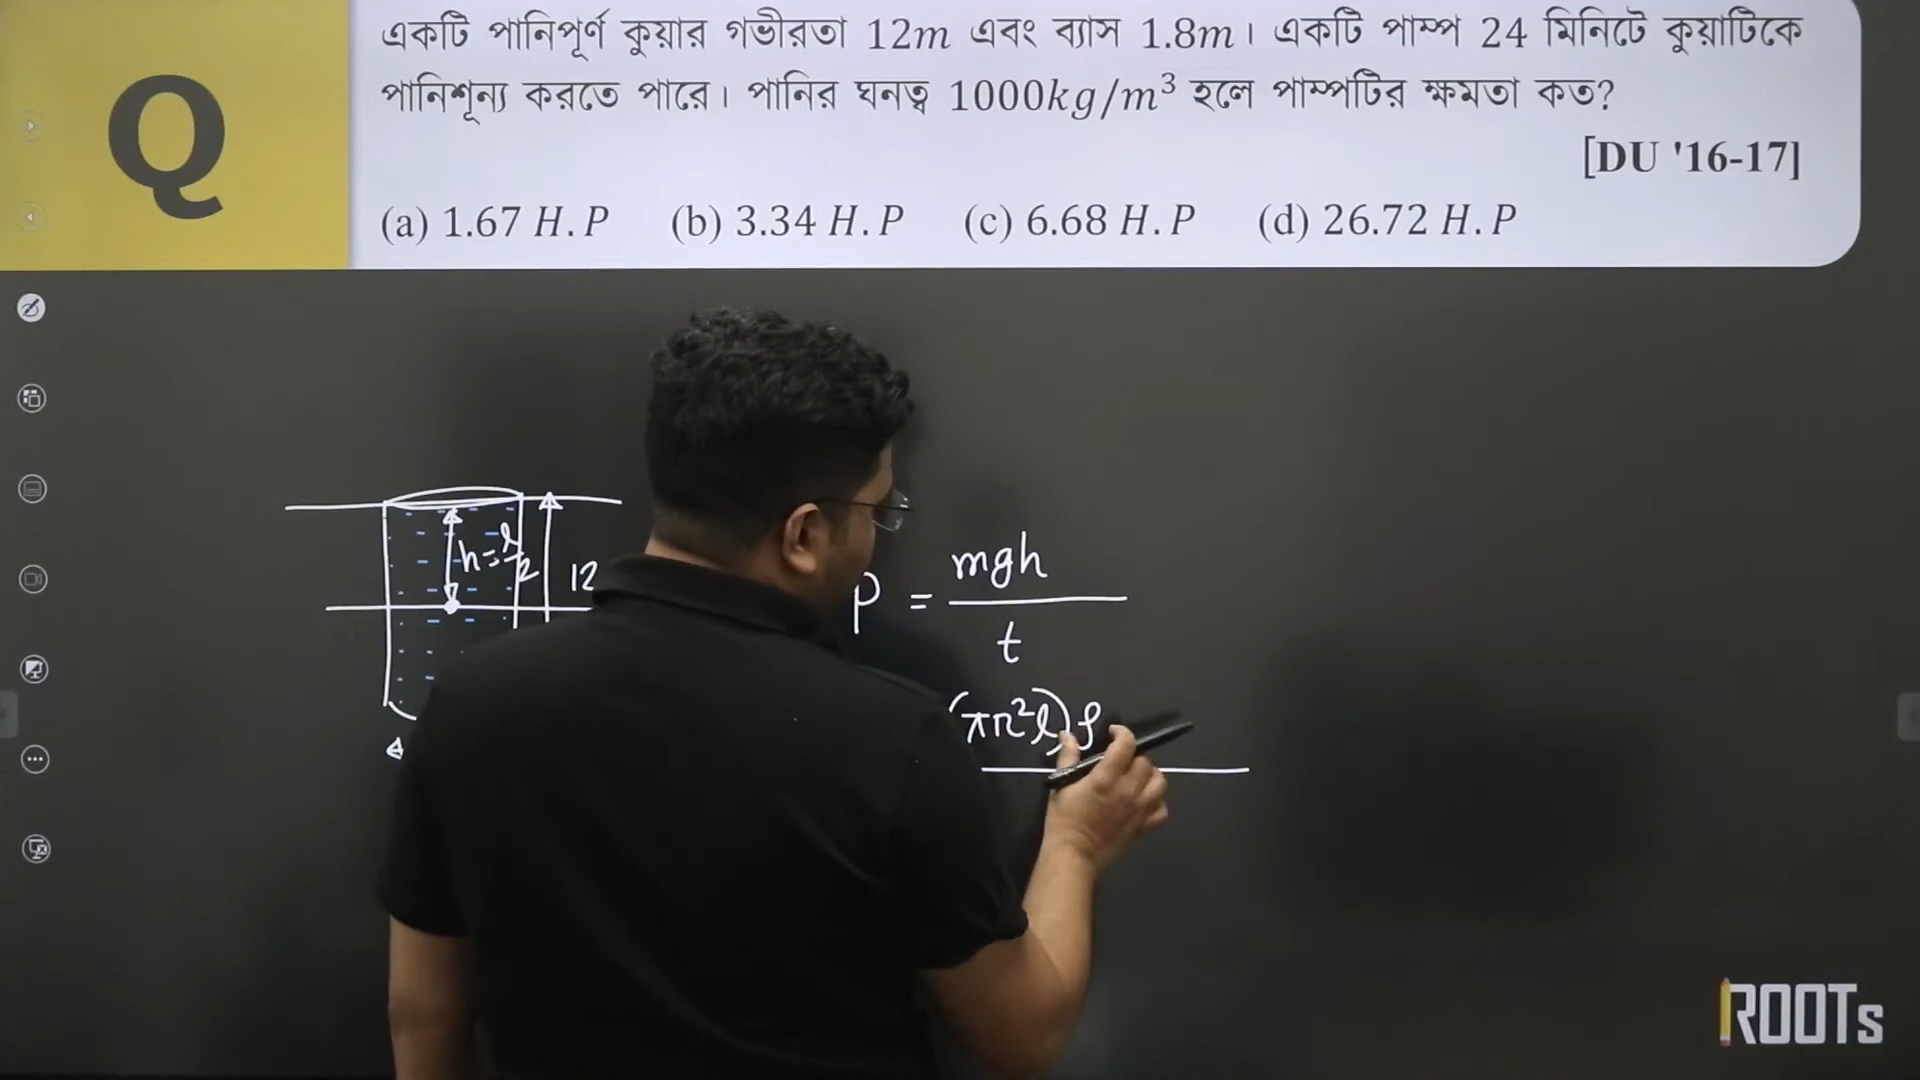 Q
একটি পানিপূর্ণ কুয়ার গভীরতা 12m এবং ব্যাস 1.8m। একটি পাম্প 24 মিনিটে কুয়াটিকে
পানিশূন্য করতে পারে। পানির ঘনত্ব 1000kg/m³ হলে পাম্পটির ক্ষমতা কত?
[DU '16-17]
(a) 1.67 H.P (b) 3.34 H.P (c) 6.68 H.P (d) 26.72 H.P
h = l/2
12
P = mgh/t
(πr²l)ρ
ROOTs